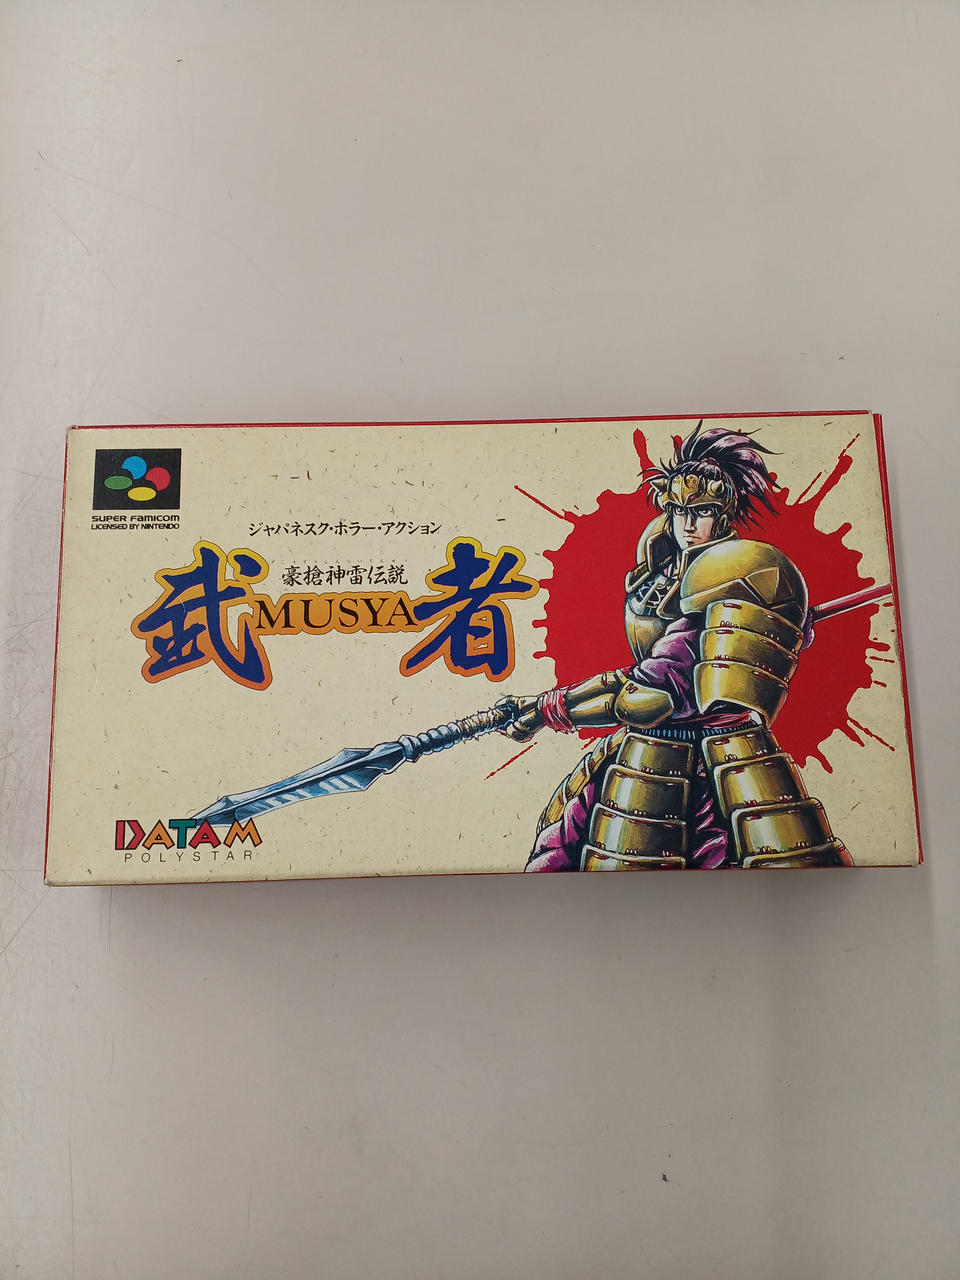 SUPER FAMICOM
LICENSED BY NINTENDO
ジャパネスク・ホラー・アクション
豪槍神雷伝説
武者
MUSYA
DATAM
POLYSTAR